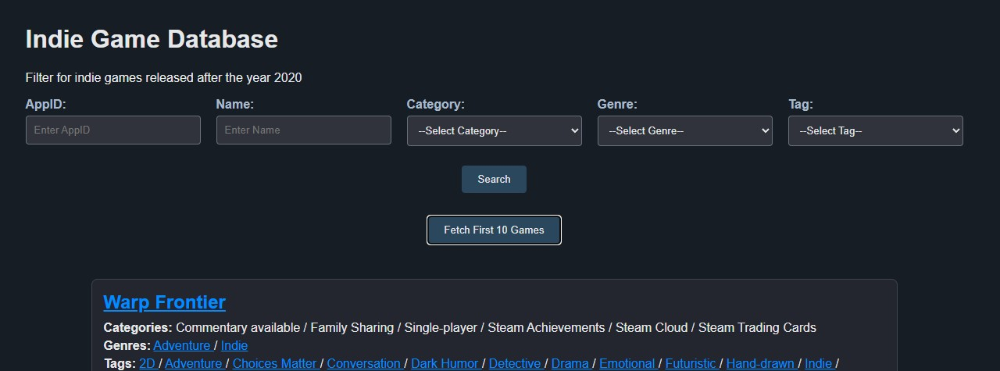 Indie Game Database
Filter for indie games released after the year 2020
AppID: Name: Category: Genre: Tag:
Enter AppID Enter Name --Select Category-- --Select Genre-- --Select Tag--
Search
Fetch First 10 Games
Warp Frontier
Categories: Commentary available / Family Sharing / Single-player / Steam Achievements / Steam Cloud / Steam Trading Cards
Genres: Adventure / Indie
Tags: 2D / Adventure / Choices Matter / Conversation / Dark Humor / Detective / Drama / Emotional / Futuristic / Hand-drawn / Indie /